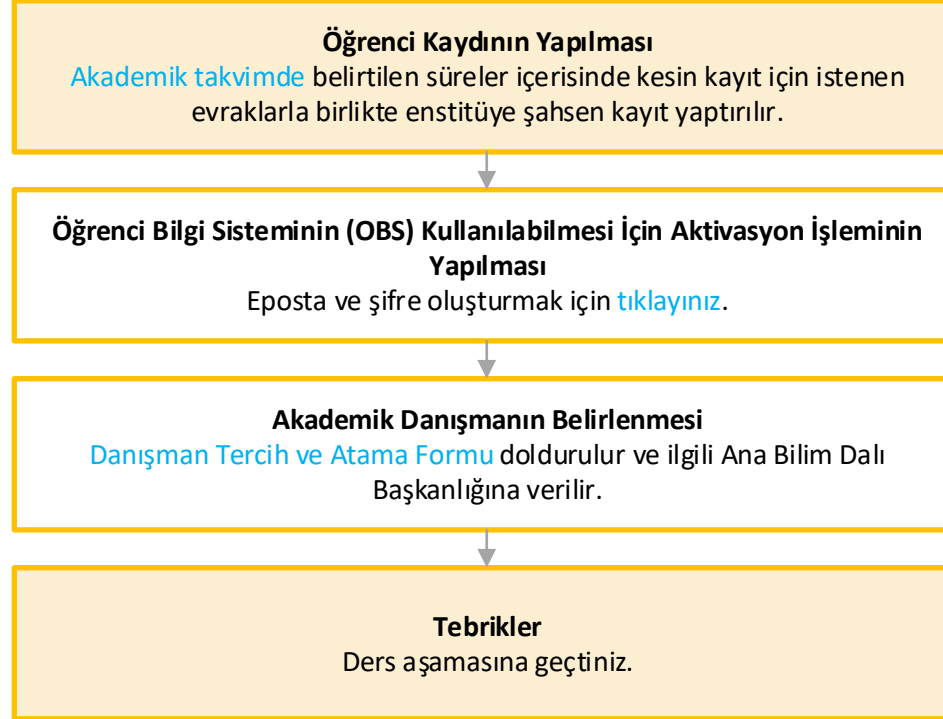 Öğrenci Kaydının Yapılması
Akademik takvimde belirtilen süreler içerisinde kesin kayıt için istenen
evraklarla birlikte enstitüye şahsen kayıt yaptırılır.
Öğrenci Bilgi Sisteminin (OBS) Kullanılabilmesi İçin Aktivasyon İşleminin
Yapılması
Eposta ve şifre oluşturmak için tıklayınız.
Akademik Danışmanın Belirlenmesi
Danışman Tercih ve Atama Formu doldurulur ve ilgili Ana Bilim Dalı
Başkanlığına verilir.
Tebrikler
Ders aşamasına geçtiniz.